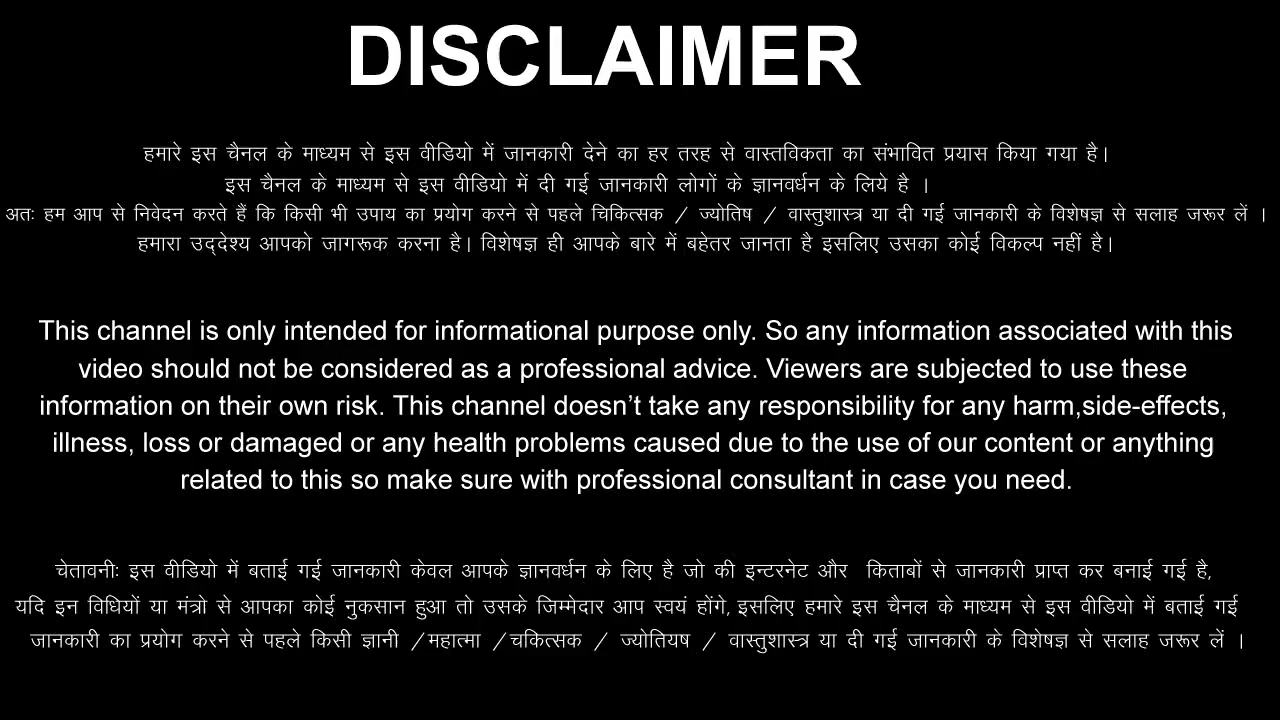 DISCLAIMER
हमारे इस चैनल के माध्यम से इस वीडियो में जानकारी देने का हर तरह से वास्तविकता का संभावित प्रयास किया गया है।
इस चैनल के माध्यम से इस वीडियो में दी गई जानकारी लोगों के ज्ञानवर्धन के लिये है ।
अतः हम आप से निवेदन करते हैं कि किसी भी उपाय का प्रयोग करने से पहले चिकित्सक / ज्योतिष / वास्तुशास्त्र या दी गई जानकारी के विशेषज्ञ से सलाह जरूर लें ।
हमारा उद्देश्य आपको जागरूक करना है। विशेषज्ञ ही आपके बारे में बहेतर जानता है इसलिए उसका कोई विकल्प नहीं है।
This channel is only intended for informational purpose only. So any information associated with this
video should not be considered as a professional advice. Viewers are subjected to use these
information on their own risk. This channel doesn’t take any responsibility for any harm,side-effects,
illness, loss or damaged or any health problems caused due to the use of our content or anything
related to this so make sure with professional consultant in case you need.
चेतावनीः इस वीडियो में बताई गई जानकारी केवल आपके ज्ञानवर्धन के लिए है जो की इन्टरनेट और किताबों से जानकारी प्राप्त कर बनाई गई है,
यदि इन विधियों या मंत्रो से आपका कोई नुकसान हुआ तो उसके जिम्मेदार आप स्वयं होंगे, इसलिए हमारे इस चैनल के माध्यम से इस वीडियो में बताई गई
जानकारी का प्रयोग करने से पहले किसी ज्ञानी /महात्मा /चकित्सक / ज्योतियष / वास्तुशास्त्र या दी गई जानकारी के विशेषज्ञ से सलाह जरूर लें ।